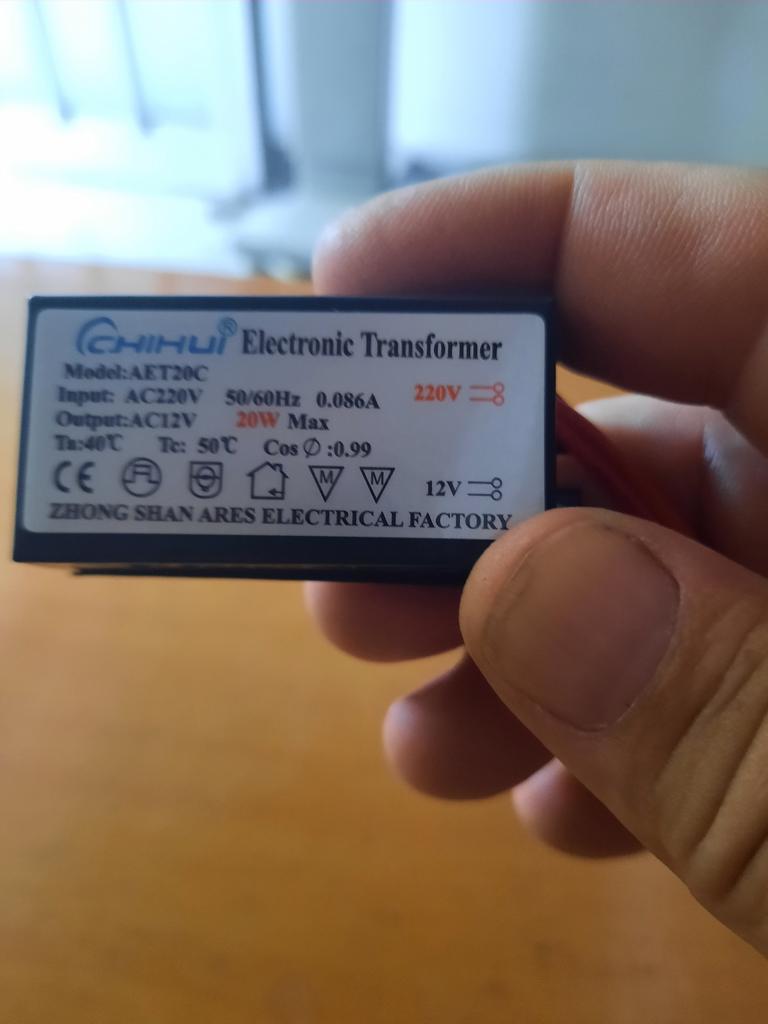 CHIHUI® Electronic Transformer
Model:AET20C
Input: AC220V 50/60Hz 0.086A 220V
Output:AC12V 20W Max
Ta:40℃ Tc: 50℃ Cos∅:0.99
CE M M 12V
ZHONG SHAN ARES ELECTRICAL FACTORY